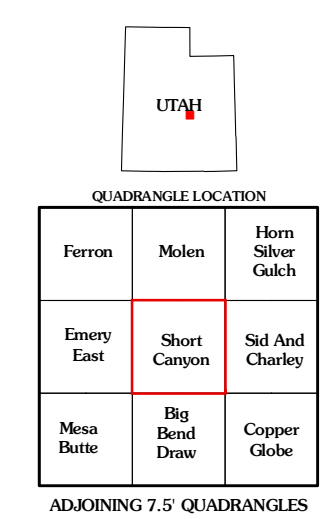 UTAH
QUADRANGLE LOCATION
Ferron
Molen
Horn
Silver
Gulch
Emery
East
Short
Canyon
Sid And
Charley
Mesa
Butte
Big
Bend
Draw
Copper
Globe
ADJOINING 7.5' QUADRANGLES